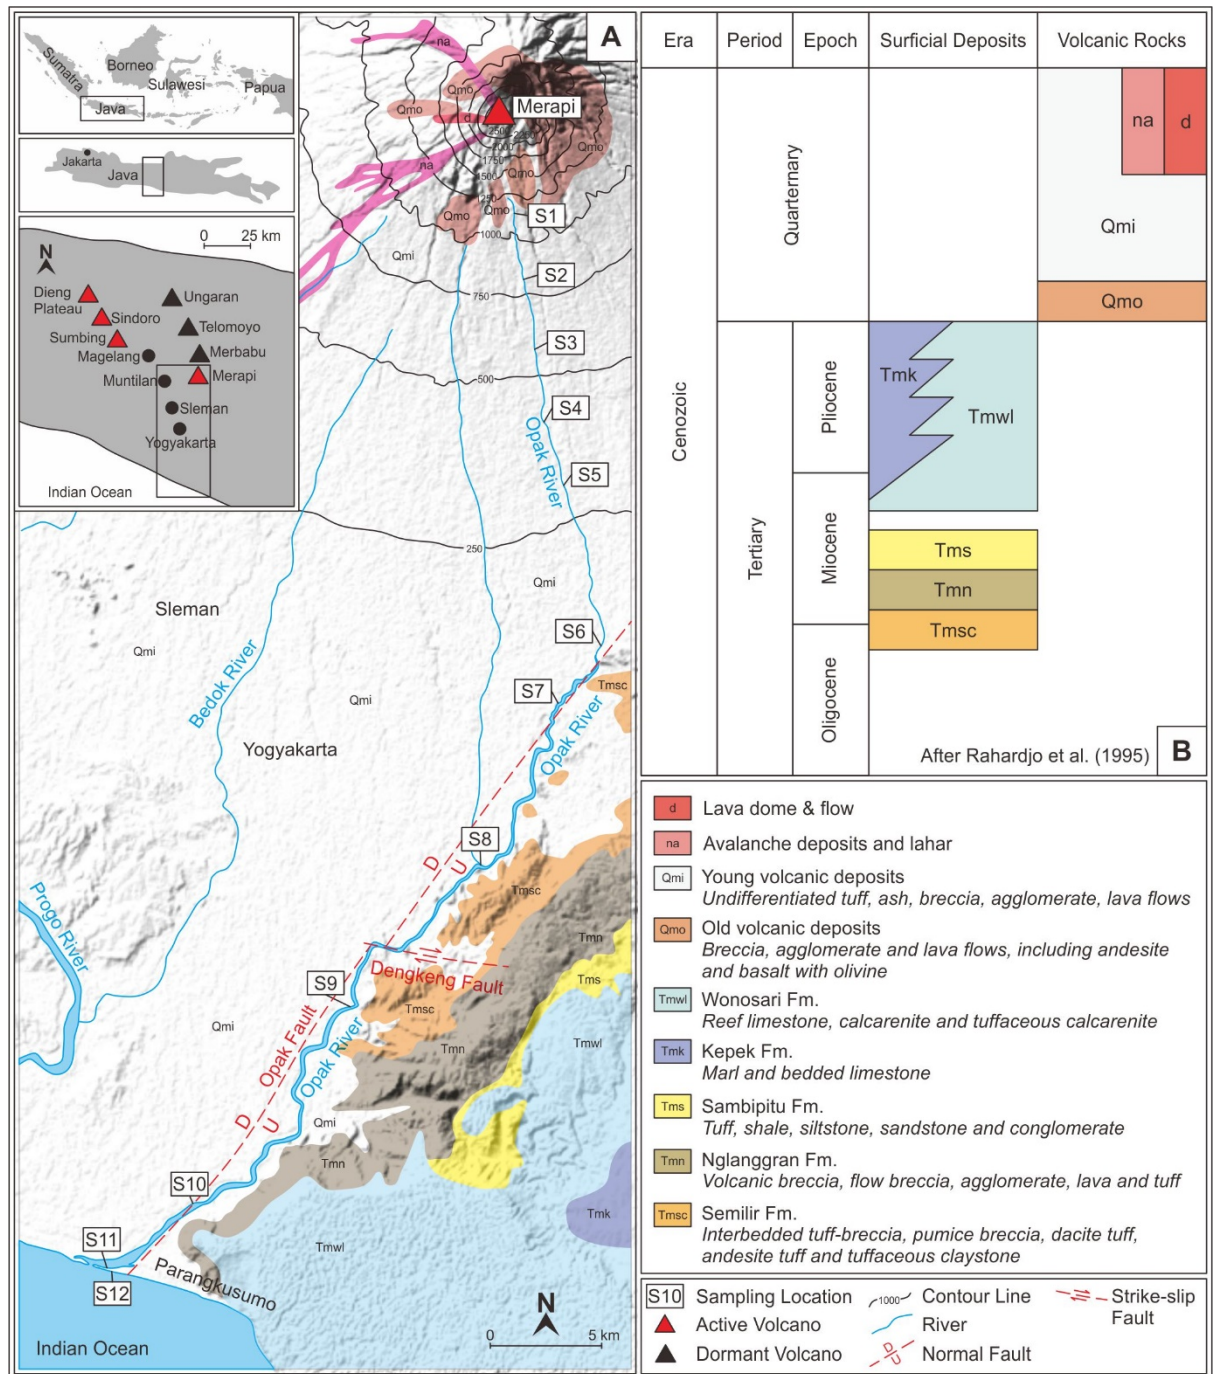 A
Sumatra
Borneo
Sulawesi
Papua
Java
Jakarta
Java
0 25 km
N
Dieng
Plateau
Ungaran
Sindoro
Telomoyo
Sumbing
Magelang
Merbabu
Muntilan
Merapi
Sleman
Yogyakarta
Indian Ocean
na
Qmo
Qmo
d
Merapi
2500
2000
1750
1500
1250
1000
na
Qmo
Qmo
Qmo
Qmo
S1
Qmi
S2
750
S3
500
S4
Opak River
S5
250
Qmi
Sleman
Qmi
S6
Bedok River
Qmi
S7
Tmsc
Opak River
Yogyakarta
S8
D
U
Tmsc
Progo River
Tmn
Dengkeng Fault
Tms
S9
Tmsc
Qmi
Opak Fault
Opak River
Tmn
Tmwl
D
U
Qmi
Tmn
S10
Tmk
S11
Tmwl
S12
Parangkusumo
N
0 5 km
Indian Ocean
Era Period Epoch Surficial Deposits Volcanic Rocks
Cenozoic
Quarternary
Tertiary
Pliocene
Miocene
Oligocene
na
d
Qmi
Qmo
Tmk
Tmwl
Tms
Tmn
Tmsc
After Rahardjo et al. (1995)
B
d Lava dome & flow
na Avalanche deposits and lahar
Qmi Young volcanic deposits
Undifferentiated tuff, ash, breccia, agglomerate, lava flows
Qmo Old volcanic deposits
Breccia, agglomerate and lava flows, including andesite
and basalt with olivine
Tmwl Wonosari Fm.
Reef limestone, calcarenite and tuffaceous calcarenite
Tmk Kepek Fm.
Marl and bedded limestone
Tms Sambipitu Fm.
Tuff, shale, siltstone, sandstone and conglomerate
Tmn Nglanggran Fm.
Volcanic breccia, flow breccia, agglomerate, lava and tuff
Tmsc Semilir Fm.
Interbedded tuff-breccia, pumice breccia, dacite tuff,
andesite tuff and tuffaceous claystone
S10 Sampling Location
1000 Contour Line
Strike-slip
Fault
Active Volcano
River
Dormant Volcano
D
U
Normal Fault